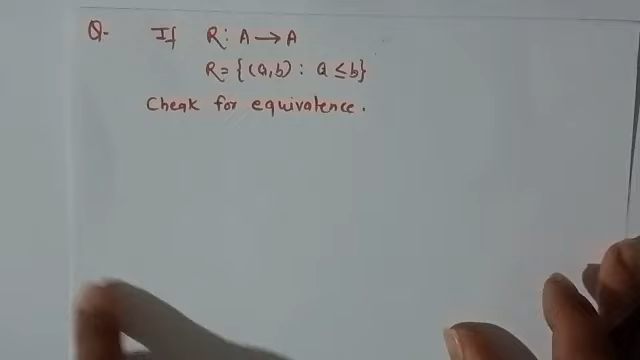 Q- If R: A → A
R = {(a,b) : a ≤ b}
Cheak for equivalence.